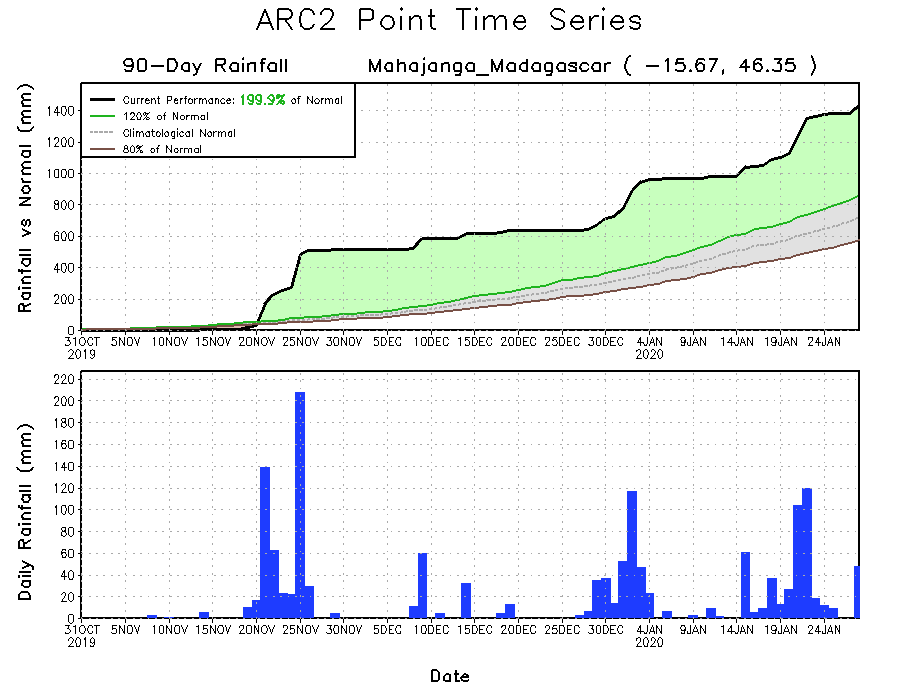 ARC2 Point Time Series
90-Day Rainfall Mahajanga_Madagascar ( -15.67, 46.35 )
Rainfall vs Normal (mm)
Current Performance: 199.9% of Normal
120% of Normal
Climatological Normal
80% of Normal
1400
1200
1000
800
600
400
200
0
31OCT 5NOV 10NOV 15NOV 20NOV 25NOV 30NOV 5DEC 10DEC 15DEC 20DEC 25DEC 30DEC 4JAN 9JAN 14JAN 19JAN 24JAN
2019 2020
Daily Rainfall (mm)
220
200
180
160
140
120
100
80
60
40
20
0
31OCT 5NOV 10NOV 15NOV 20NOV 25NOV 30NOV 5DEC 10DEC 15DEC 20DEC 25DEC 30DEC 4JAN 9JAN 14JAN 19JAN 24JAN
2019 2020
Date